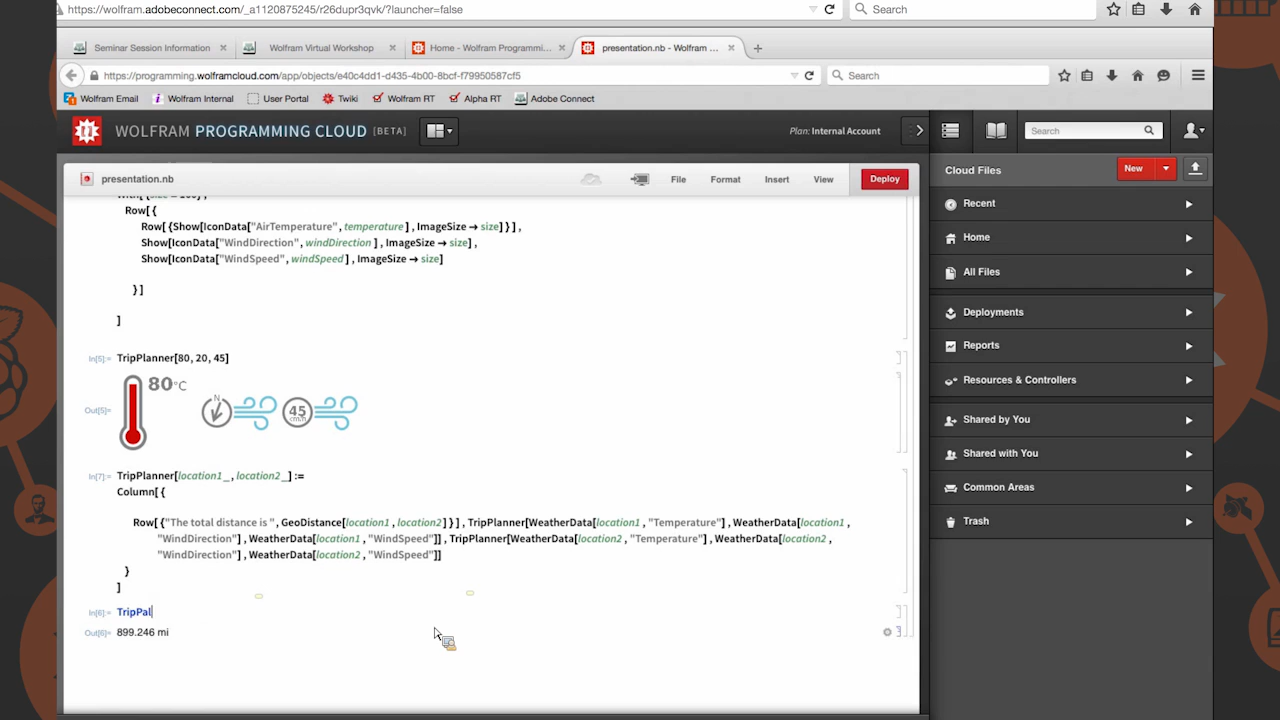 https://wolfram.adobeconnect.com/_a1120875245/r26dupr3qvk/?launcher=false
Search
Seminar Session Information
Wolfram Virtual Workshop
Home - Wolfram Programmi...
presentation.nb - Wolfram ...
https://programming.wolframcloud.com/app/objects/e40c4dd1-d435-4b00-8bcf-f79950587cf5
Search
Wolfram Email
Wolfram Internal
User Portal
Twiki
Wolfram RT
Alpha RT
Adobe Connect
WOLFRAM PROGRAMMING CLOUD [BETA]
Plan: Internal Account
Search
presentation.nb
File
Format
Insert
View
Deploy
Cloud Files
New
Recent
Home
All Files
Deployments
Reports
Resources & Controllers
Shared by You
Shared with You
Common Areas
Trash
Row[ {
Row[ {Show[IconData["AirTemperature", temperature] , ImageSize → size] } ] ,
Show[IconData["WindDirection", windDirection] , ImageSize → size] ,
Show[IconData["WindSpeed", windSpeed] , ImageSize → size]
} ]
]
In[5]:= TripPlanner[80, 20, 45]
80°C
N
45
cm/h
Out[5]=
In[7]:= TripPlanner[location1_, location2_] :=
Column[ {
Row[ {"The total distance is ", GeoDistance[location1, location2] } ] , TripPlanner[WeatherData[location1, "Temperature"] , WeatherData[location1,
"WindDirection"] , WeatherData[location1, "WindSpeed"]] , TripPlanner[WeatherData[location2, "Temperature"] , WeatherData[location2,
"WindDirection"] , WeatherData[location2, "WindSpeed"]]
}
]
In[6]:= TripPal
Out[6]= 899.246 mi